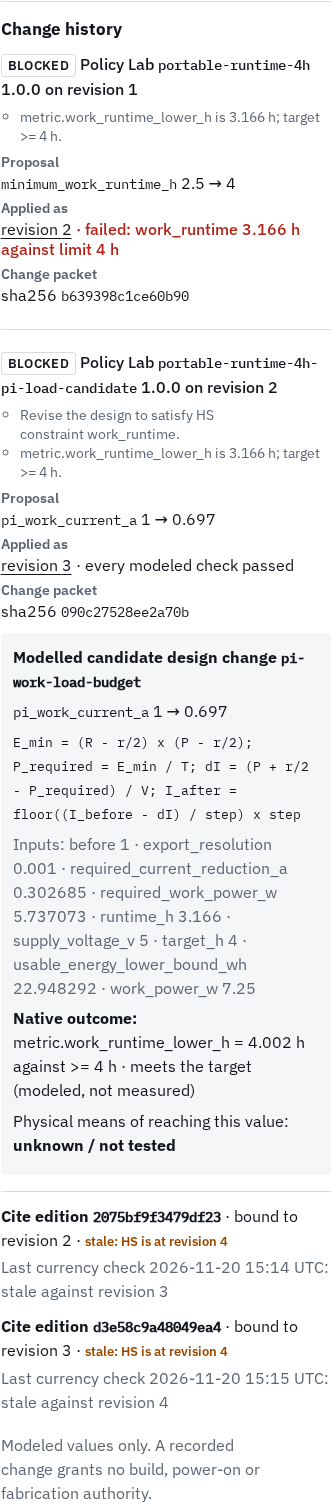 Change history
BLOCKED Policy Lab portable-runtime-4h
1.0.0 on revision 1
metric.work_runtime_lower_h is 3.166 h; target
>= 4 h.
Proposal
minimum_work_runtime_h 2.5 → 4
Applied as
revision 2 · failed: work_runtime 3.166 h
against limit 4 h
Change packet
sha256 b639398c1ce60b90
BLOCKED Policy Lab portable-runtime-4h-
pi-load-candidate 1.0.0 on revision 2
Revise the design to satisfy HS
constraint work_runtime.
metric.work_runtime_lower_h is 3.166 h; target
>= 4 h.
Proposal
pi_work_current_a 1 → 0.697
Applied as
revision 3 · every modeled check passed
Change packet
sha256 090c27528ee2a70b
Modelled candidate design change pi-
work-load-budget
pi_work_current_a 1 → 0.697
E_min = (R - r/2) x (P - r/2);
P_required = E_min / T; dI = (P + r/2
- P_required) / V; I_after =
floor((I_before - dI) / step) x step
Inputs: before 1 · export_resolution
0.001 · required_current_reduction_a
0.302685 · required_work_power_w
5.737073 · runtime_h 3.166 ·
supply_voltage_v 5 · target_h 4 ·
usable_energy_lower_bound_wh
22.948292 · work_power_w 7.25
Native outcome:
metric.work_runtime_lower_h = 4.002 h
against >= 4 h · meets the target
(modeled, not measured)
Physical means of reaching this value:
unknown / not tested
Cite edition 2075bf9f3479df23 · bound to
revision 2 · stale: HS is at revision 4
Last currency check 2026-11-20 15:14 UTC:
stale against revision 3
Cite edition d3e58c9a48049ea4 · bound to
revision 3 · stale: HS is at revision 4
Last currency check 2026-11-20 15:15 UTC:
stale against revision 4
Modeled values only. A recorded
change grants no build, power-on or
fabrication authority.